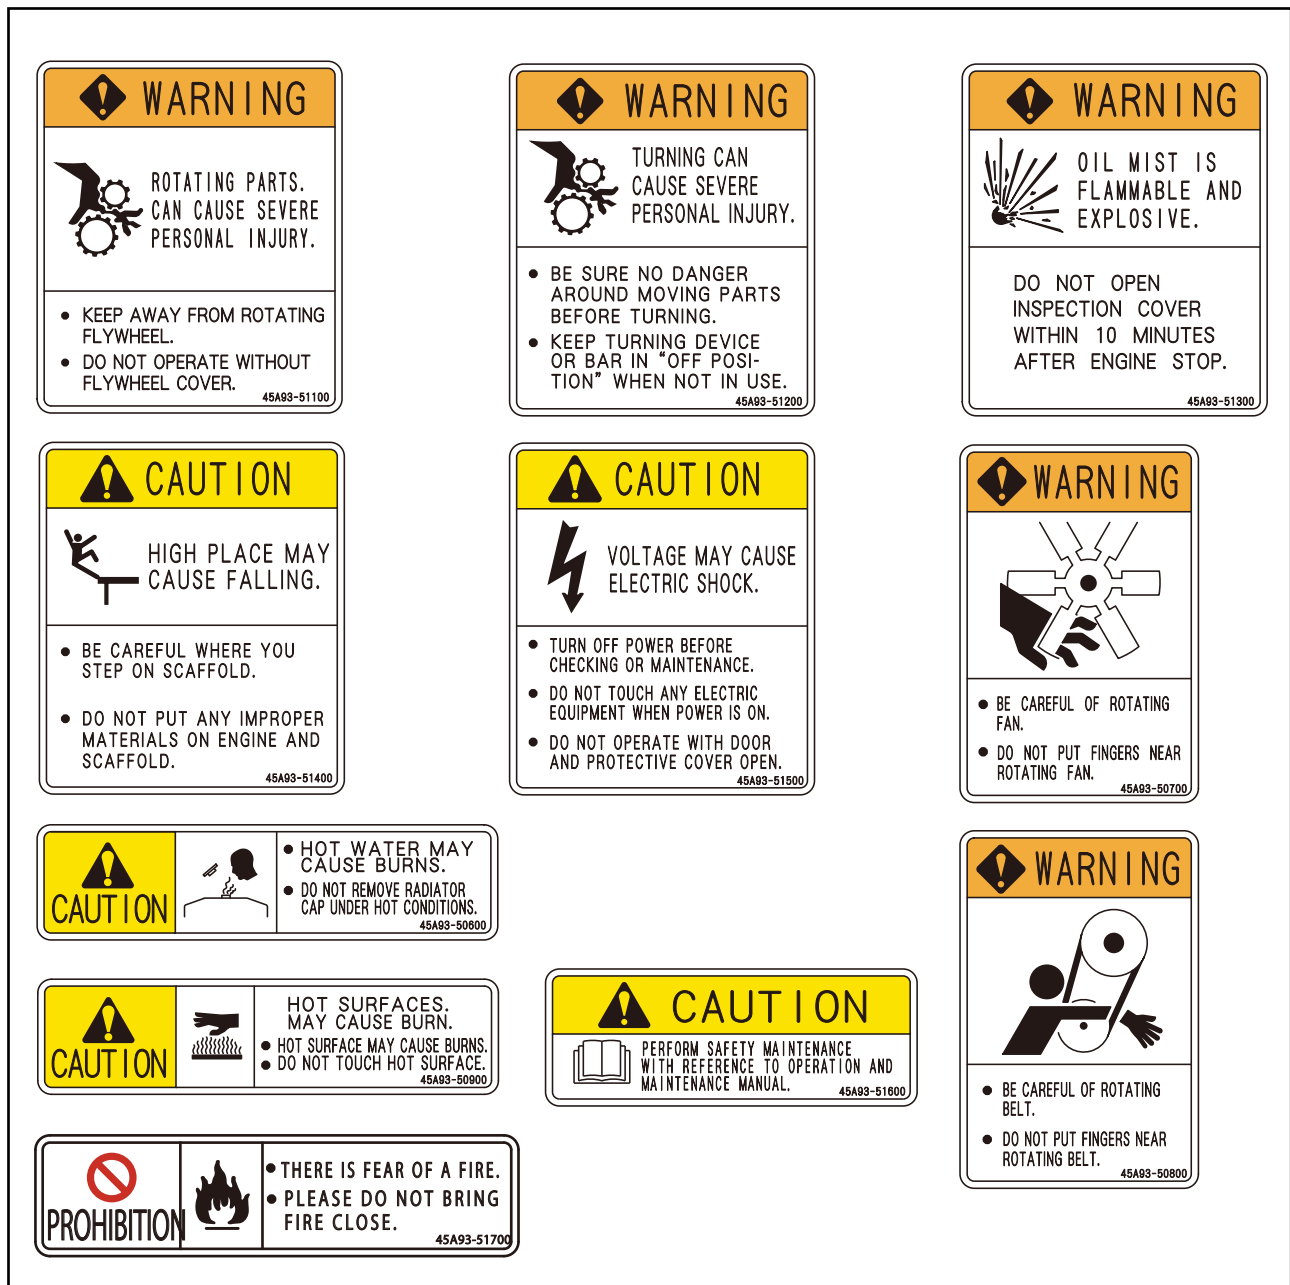 WARNING
ROTATING PARTS.
CAN CAUSE SEVERE
PERSONAL INJURY.
● KEEP AWAY FROM ROTATING
FLYWHEEL.
● DO NOT OPERATE WITHOUT
FLYWHEEL COVER.
45A93-51100
WARNING
TURNING CAN
CAUSE SEVERE
PERSONAL INJURY.
● BE SURE NO DANGER
AROUND MOVING PARTS
BEFORE TURNING.
● KEEP TURNING DEVICE
OR BAR IN “OFF POSI-
TION” WHEN NOT IN USE.
45A93-51200
WARNING
OIL MIST IS
FLAMMABLE AND
EXPLOSIVE.
DO NOT OPEN
INSPECTION COVER
WITHIN 10 MINUTES
AFTER ENGINE STOP.
45A93-51300
CAUTION
HIGH PLACE MAY
CAUSE FALLING.
● BE CAREFUL WHERE YOU
STEP ON SCAFFOLD.
● DO NOT PUT ANY IMPROPER
MATERIALS ON ENGINE AND
SCAFFOLD.
45A93-51400
CAUTION
VOLTAGE MAY CAUSE
ELECTRIC SHOCK.
● TURN OFF POWER BEFORE
CHECKING OR MAINTENANCE.
● DO NOT TOUCH ANY ELECTRIC
EQUIPMENT WHEN POWER IS ON.
● DO NOT OPERATE WITH DOOR
AND PROTECTIVE COVER OPEN.
45A93-51500
WARNING
● BE CAREFUL OF ROTATING
FAN.
● DO NOT PUT FINGERS NEAR
ROTATING FAN.
45A93-50700
CAUTION
● HOT WATER MAY
CAUSE BURNS.
● DO NOT REMOVE RADIATOR
CAP UNDER HOT CONDITIONS.
45A93-50600
WARNING
● BE CAREFUL OF ROTATING
BELT.
● DO NOT PUT FINGERS NEAR
ROTATING BELT.
45A93-50800
CAUTION
HOT SURFACES.
MAY CAUSE BURN.
● HOT SURFACE MAY CAUSE BURNS.
● DO NOT TOUCH HOT SURFACE.
45A93-50900
CAUTION
PERFORM SAFETY MAINTENANCE
WITH REFERENCE TO OPERATION AND
MAINTENANCE MANUAL.
45A93-51600
PROHIBITION
● THERE IS FEAR OF A FIRE.
● PLEASE DO NOT BRING
FIRE CLOSE.
45A93-51700